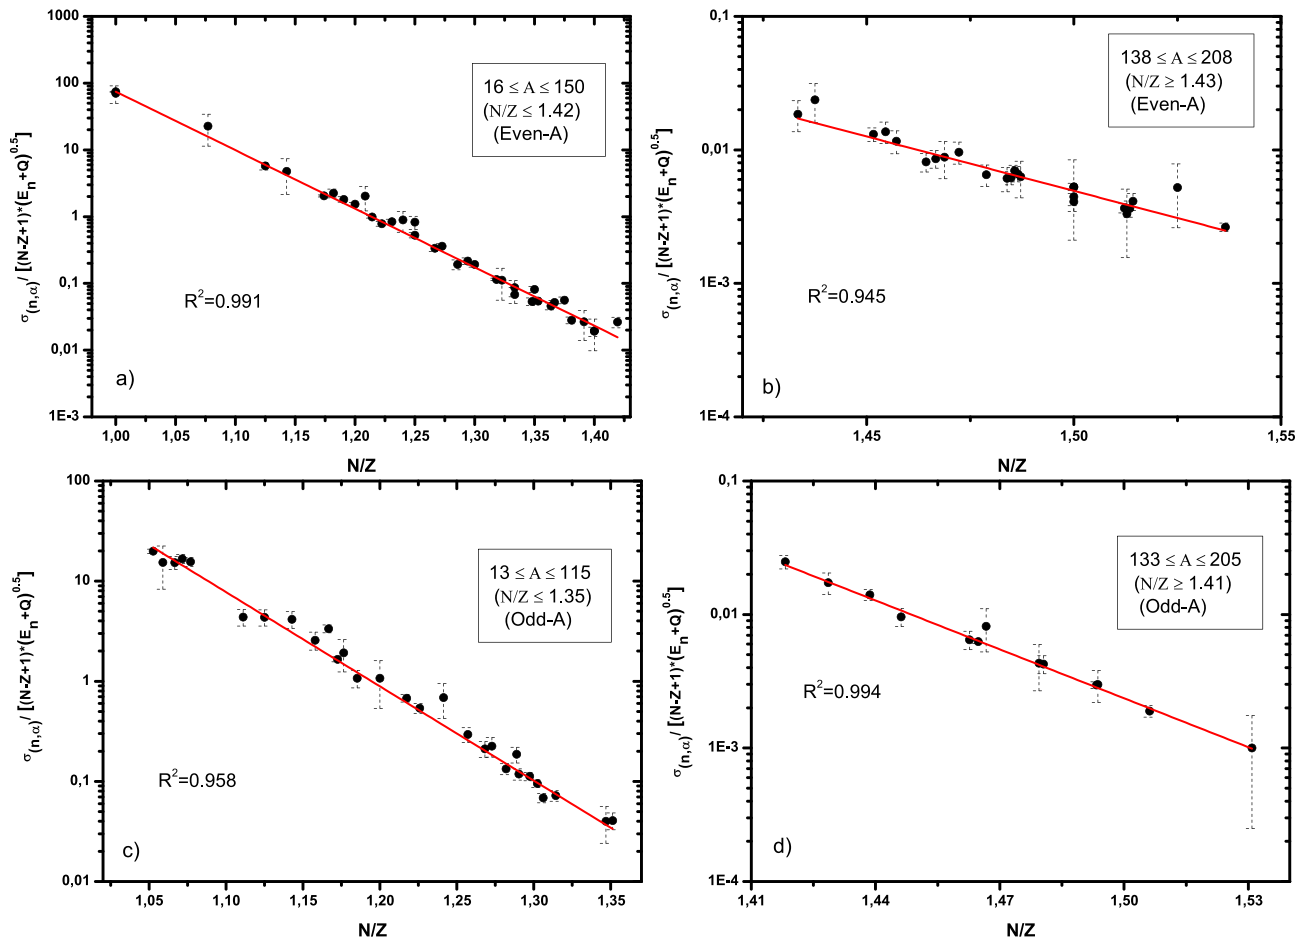 1000
100
10
1
0,1
0,01
1E-3
σ(n,α)/ [(N-Z+1)*(En+Q)^0.5]
16 ≤ A ≤ 150
(N/Z ≤ 1.42)
(Even-A)
R²=0.991
a)
1,00 1,05 1,10 1,15 1,20 1,25 1,30 1,35 1,40
N/Z
0,1
0,01
1E-3
1E-4
σ(n,α)/ [(N-Z+1)*(En+Q)^0.5]
138 ≤ A ≤ 208
(N/Z ≥ 1.43)
(Even-A)
R²=0.945
b)
1,45 1,50 1,55
N/Z
100
10
1
0,1
0,01
σ(n,α)/ [(N-Z+1)*(En+Q)^0.5]
13 ≤ A ≤ 115
(N/Z ≤ 1.35)
(Odd-A)
R²=0.958
c)
1,05 1,10 1,15 1,20 1,25 1,30 1,35
N/Z
0,1
0,01
1E-3
1E-4
σ(n,α)/ [(N-Z+1)*(En+Q)^0.5]
133 ≤ A ≤ 205
(N/Z ≥ 1.41)
(Odd-A)
R²=0.994
d)
1,41 1,44 1,47 1,50 1,53
N/Z